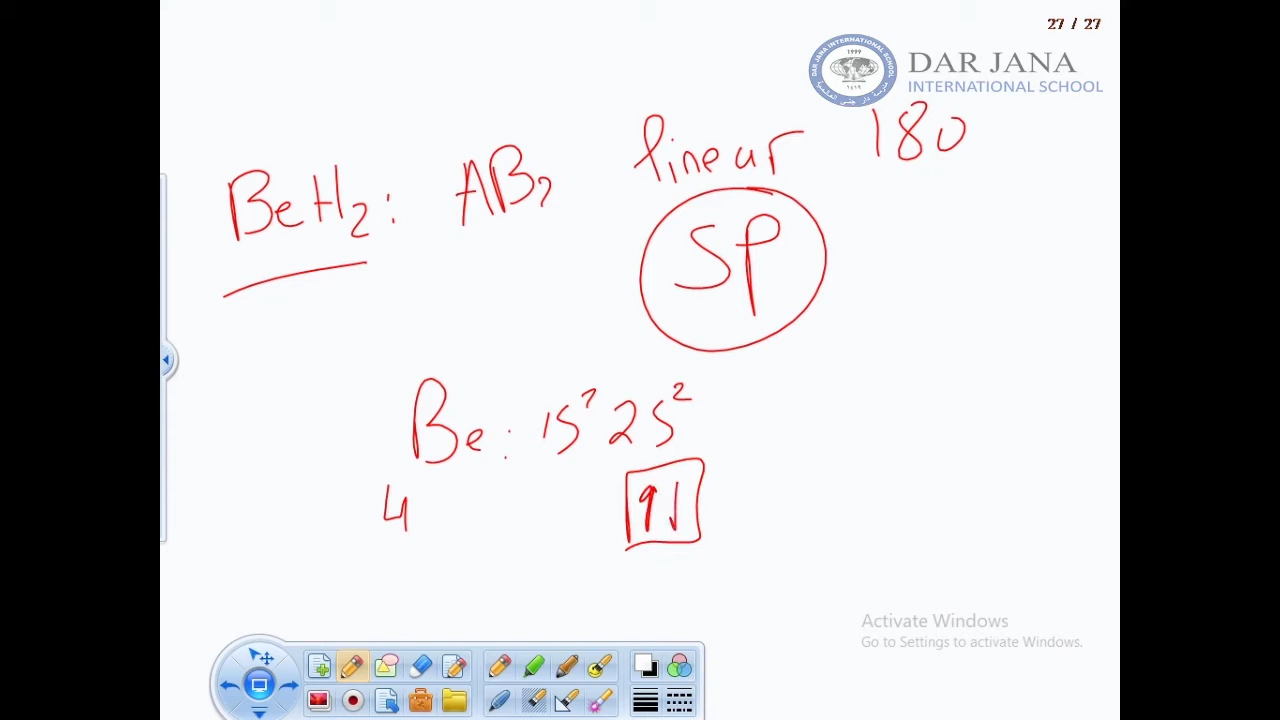 27 / 27
DAR JANA
INTERNATIONAL SCHOOL
BeH₂: AB₂ linear 180
SP
Be: 1S² 2S²
4 ↑↓
Activate Windows
Go to Settings to activate Windows.